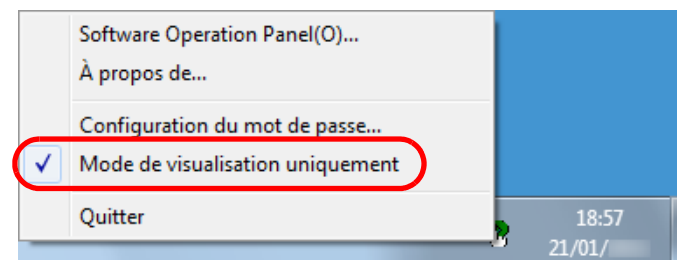 Software Operation Panel(O)...
À propos de...
Configuration du mot de passe...
Mode de visualisation uniquement
Quitter
18:57
21/01/